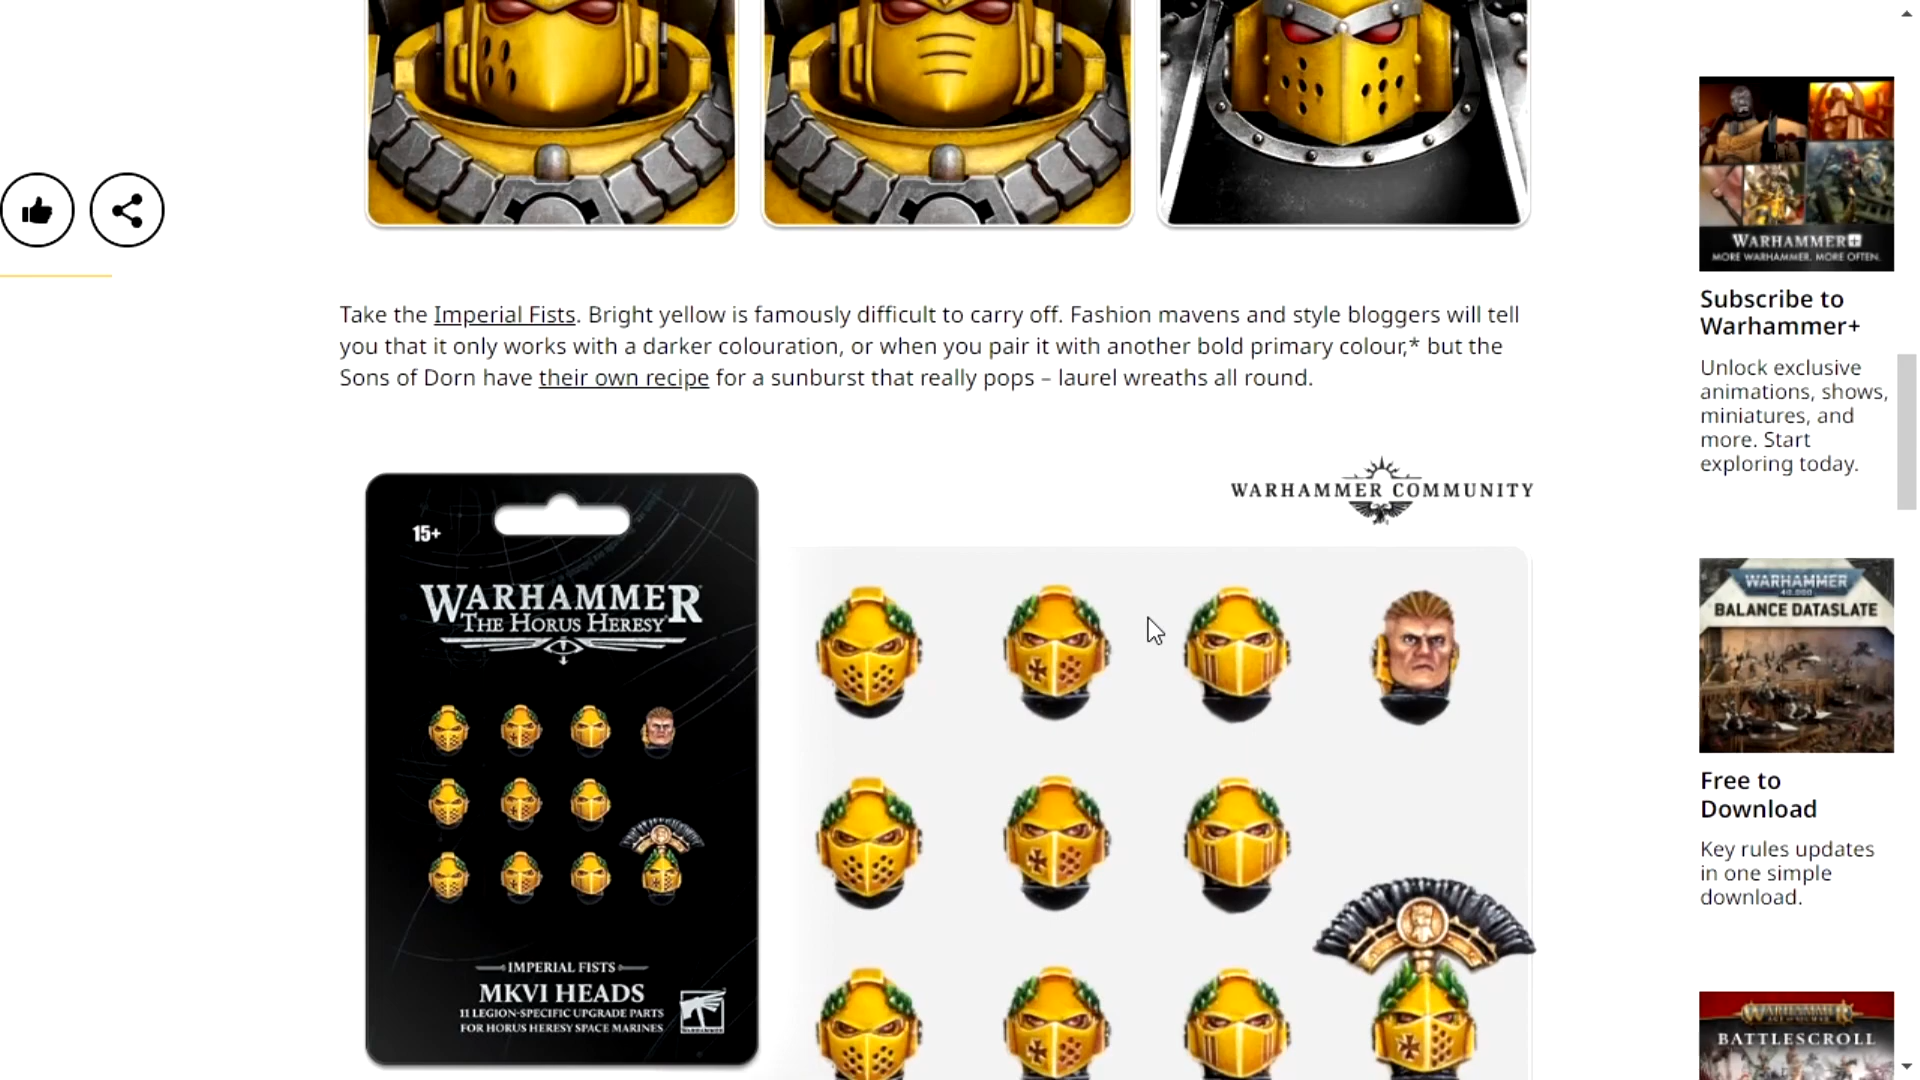 Take the Imperial Fists. Bright yellow is famously difficult to carry off. Fashion mavens and style bloggers will tell
you that it only works with a darker colouration, or when you pair it with another bold primary colour,* but the
Sons of Dorn have their own recipe for a sunburst that really pops – laurel wreaths all round.
WARHAMMER COMMUNITY
15+
WARHAMMER
THE HORUS HERESY
IMPERIAL FISTS
MKVI HEADS
11 LEGION-SPECIFIC UPGRADE PARTS
FOR HORUS HERESY SPACE MARINES
WARHAMMER
WARHAMMER+
MORE WARHAMMER. MORE OFTEN.
Subscribe to
Warhammer+
Unlock exclusive
animations, shows,
miniatures, and
more. Start
exploring today.
WARHAMMER
40,000
BALANCE DATASLATE
Free to
Download
Key rules updates
in one simple
download.
WARHAMMER
BATTLESCROLL